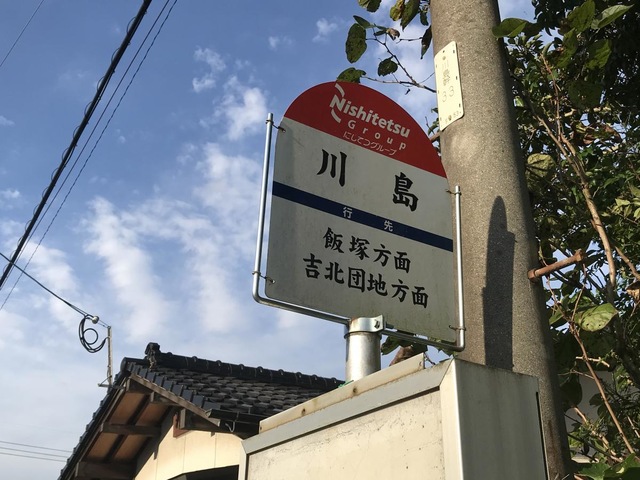 Nishitetsu
Group
にしてつグループ
川島
行先
飯塚方面
吉北団地方面